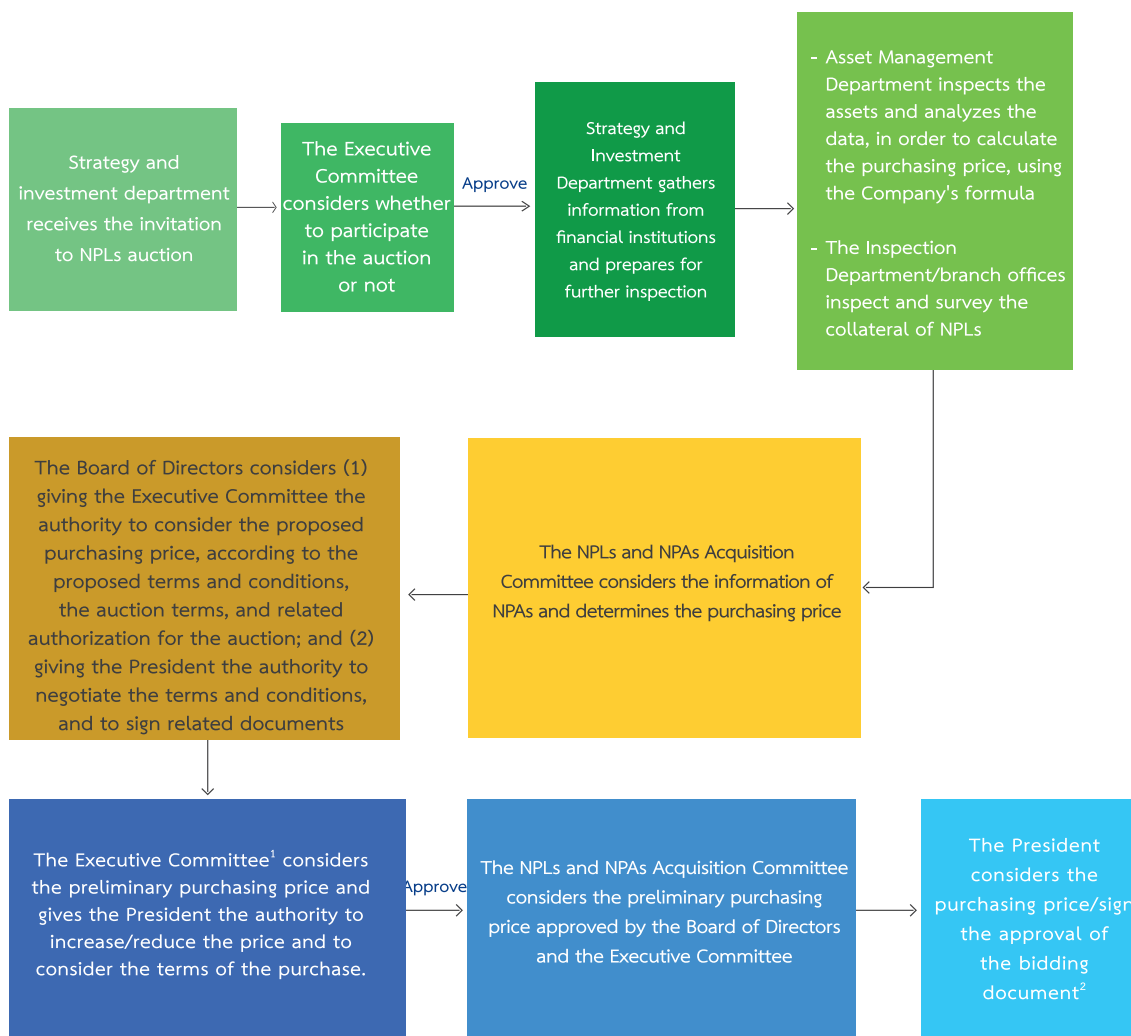 Strategy and
investment department
receives the invitation
to NPLs auction
The Executive
Committee
considers whether
to participate
in the auction
or not
Approve
Strategy and
Investment
Department gathers
information from
financial institutions
and prepares for
further inspection
- Asset Management
Department inspects the
assets and analyzes the
data, in order to calculate
the purchasing price, using
the Company's formula
- The Inspection
Department/branch offices
inspect and survey the
collateral of NPLs
The NPLs and NPAs Acquisition
Committee considers the information of
NPAs and determines the purchasing price
The Board of Directors considers (1)
giving the Executive Committee the
authority to consider the proposed
purchasing price, according to the
proposed terms and conditions,
the auction terms, and related
authorization for the auction; and (2)
giving the President the authority to
negotiate the terms and conditions,
and to sign related documents
The Executive Committee¹ considers
the preliminary purchasing price and
gives the President the authority to
increase/reduce the price and to
consider the terms of the purchase.
Approve
The NPLs and NPAs Acquisition Committee
considers the preliminary purchasing
price approved by the Board of Directors
and the Executive Committee
The President
considers the
purchasing price/sign
the approval of
the bidding
document²